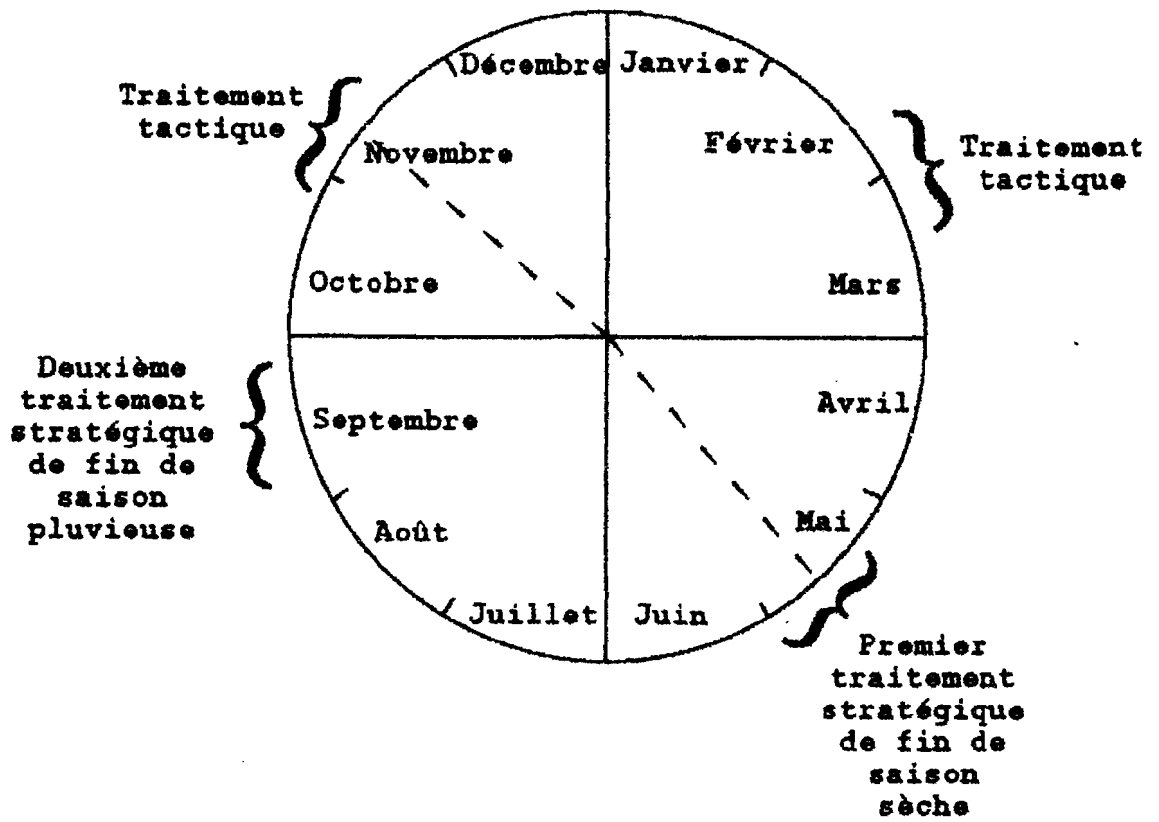 Décembre
Janvier
Traitement
tactique
Novembre
Février
Traitement
tactique
Octobre
Mars
Deuxième
traitement
stratégique
de fin de
saison
pluvieuse
Septembre
Avril
Août
Mai
Juillet
Juin
Premier
traitement
stratégique
de fin de
saison
sèche